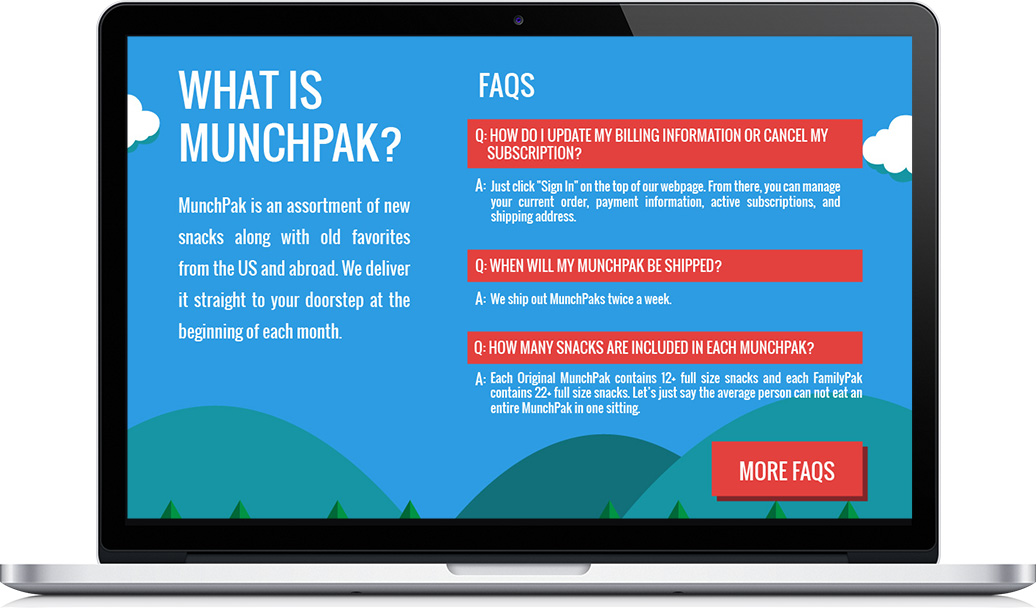 WHAT IS
MUNCHPAK?
MunchPak is an assortment of new
snacks along with old favorites
from the US and abroad. We deliver
it straight to your doorstep at the
beginning of each month.
FAQS
Q: HOW DO I UPDATE MY BILLING INFORMATION OR CANCEL MY
SUBSCRIPTION?
A: Just click "Sign In" on the top of our webpage. From there, you can manage
your current order, payment information, active subscriptions, and
shipping address.
Q: WHEN WILL MY MUNCHPAK BE SHIPPED?
A: We ship out MunchPaks twice a week.
Q: HOW MANY SNACKS ARE INCLUDED IN EACH MUNCHPAK?
A: Each Original MunchPak contains 12+ full size snacks and each FamilyPak
contains 22+ full size snacks. Let's just say the average person can not eat an
entire MunchPak in one sitting.
MORE FAQS